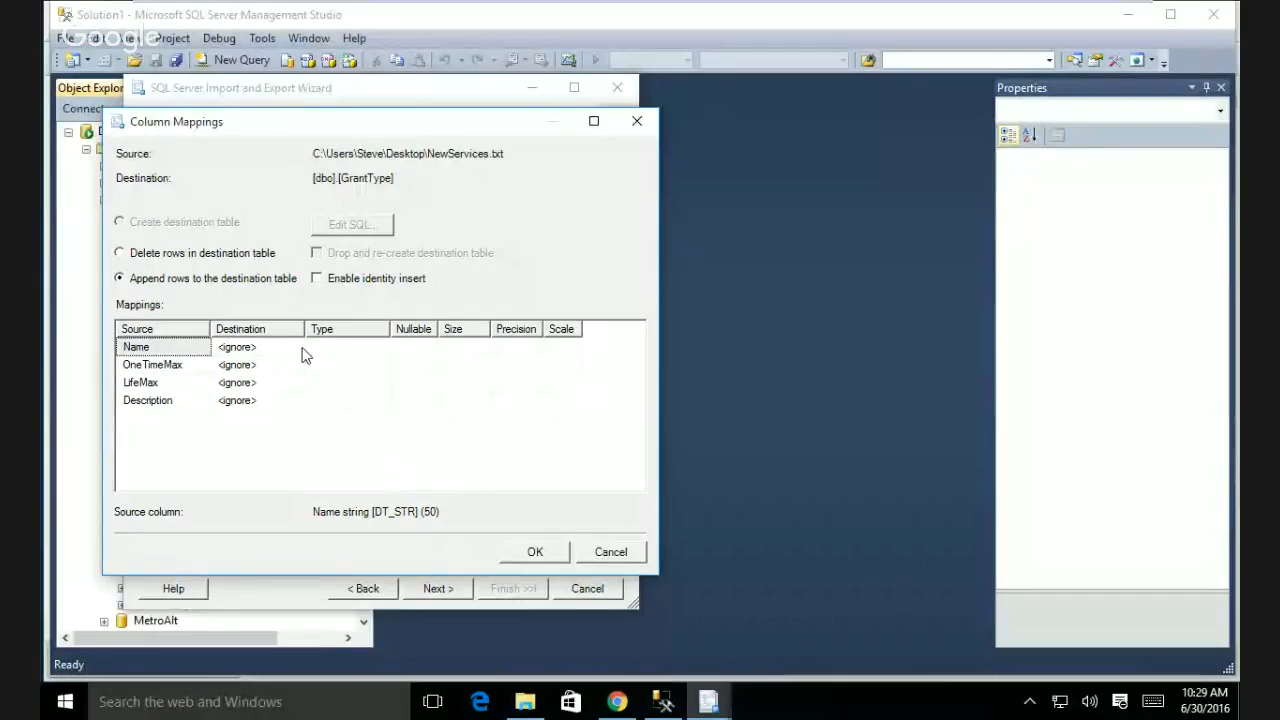 Solution1 - Microsoft SQL Server Management Studio
Google
Project Debug Tools Window Help
New Query
Object Explor SQL Server Import and Export Wizard Properties
Connec
Column Mappings
Source: C:\Users\Steve\Desktop\NewServices.txt
Destination: [dbo].[GrantType]
Create destination table Edit SQL...
Delete rows in destination table Drop and re-create destination table
Append rows to the destination table Enable identity insert
Mappings:
Source Destination Type Nullable Size Precision Scale
Name <ignore>
OneTimeMax <ignore>
LifeMax <ignore>
Description <ignore>
Source column: Name string [DT_STR] (50)
OK Cancel
Help < Back Next > Finish >>| Cancel
MetroAlt
Ready
Search the web and Windows
10:29 AM
6/30/2016